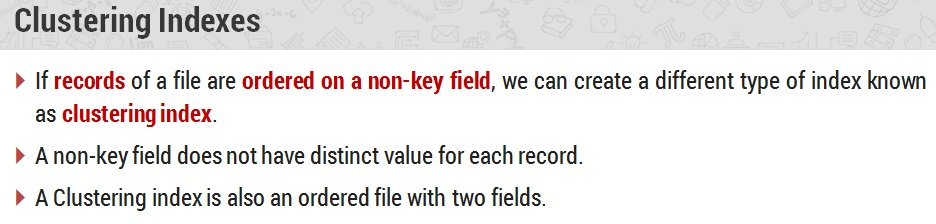 Clustering Indexes
If records of a file are ordered on a non-key field, we can create a different type of index known
as clustering index.
A non-key field does not have distinct value for each record.
A Clustering index is also an ordered file with two fields.